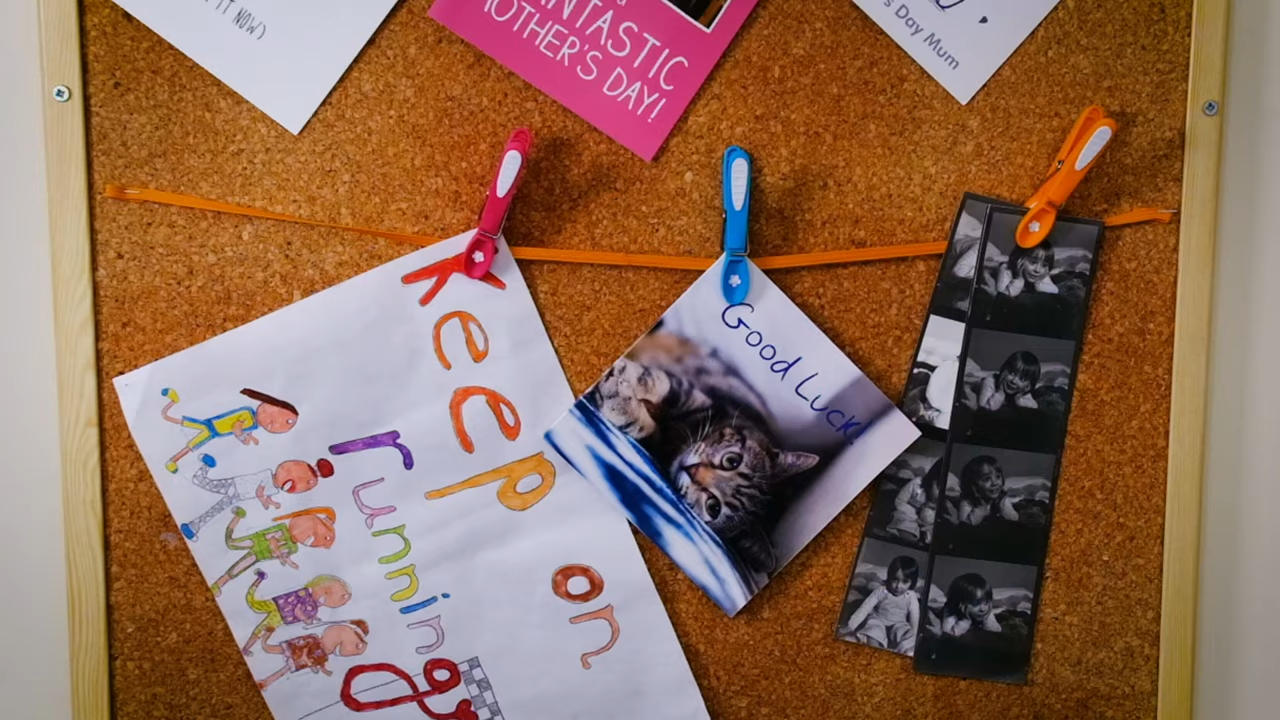 IT NOW)
FANTASTIC
MOTHER'S DAY!
s Day Mum
Keep on
running
Good Luck